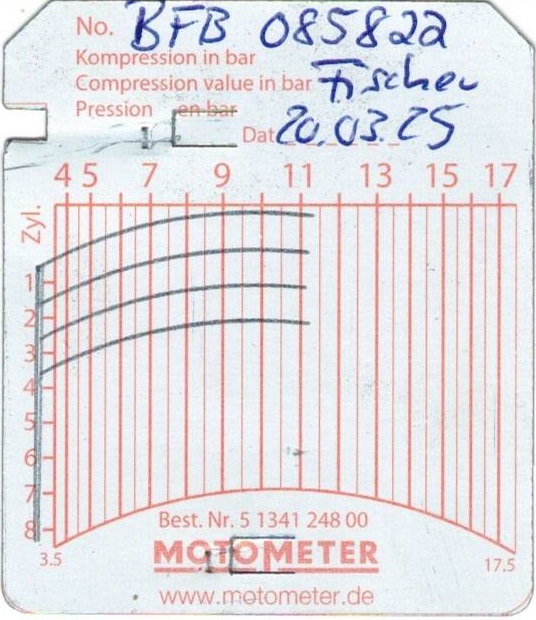 No. BFB 085822
Kompression in bar
Compression value in bar Fischer
Pression en bar
Dat 20.03.25
4 5 7 9 11 13 15 17
Zyl.
1
2
3
4
5
6
7
8
3.5 17.5
Best. Nr. 5 1341 248 00
MOTOMETER
www.motometer.de